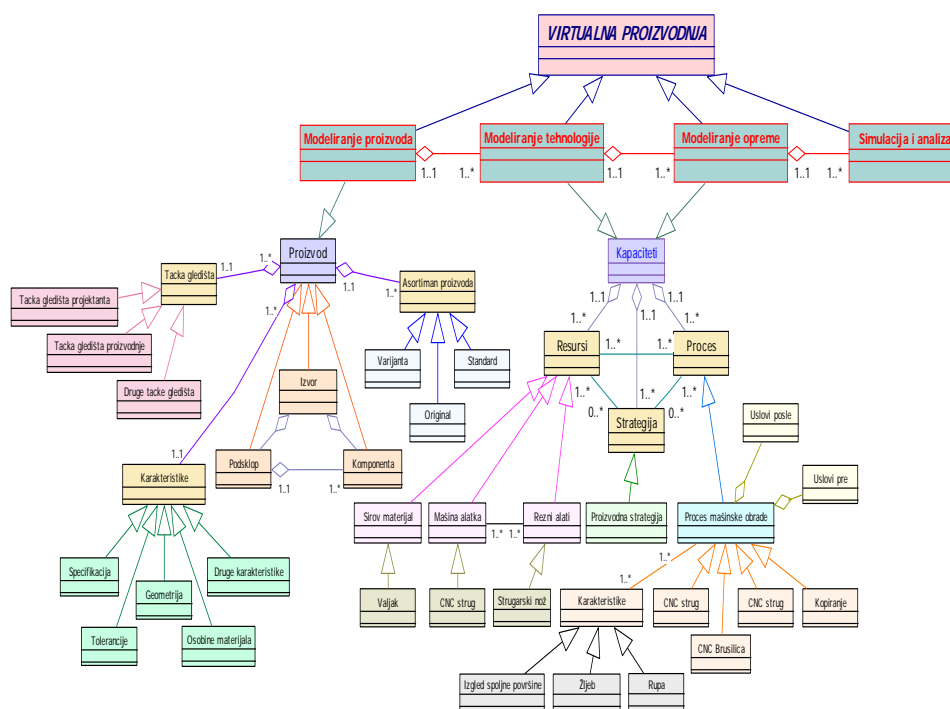 VIRTUALNA PROIZVODNJA
Modeliranje proizvoda
Modeliranje tehnologije
Modeliranje opreme
Simulacija i analiza
1..1
1..*
1..1
1..*
1..1
1..*
Proizvod
Kapaciteti
Tacka gledišta
1..1
1..*
1..1
1..*
Asortiman proizvoda
1..*
1..1
1..1
1..1
Tacka gledišta projektanta
Tacka gledišta proizvodnje
Druge tacke gledišta
1..*
1..*
Resursi
1..*
1..*
Proces
Varijanta
Standard
Izvor
Original
1..*
1..*
1..*
0..*
0..*
Strategija
Uslovi posle
Uslovi pre
1..1
Karakteristike
Podsklop
Komponenta
1..1
1..*
Sirov materijal
Mašina alatka
1..*
1..*
Rezni alati
Proizvodna strategija
Proces mašinske obrade
1..*
1..*
Specifikacija
Geometrija
Druge karakteristike
Tolerancije
Osobine materijala
Valjak
CNC strug
Strugarski nož
Karakteristike
CNC strug
CNC strug
Kopiranje
CNC Brusilica
Izgled spoljne površine
Žljeb
Rupa